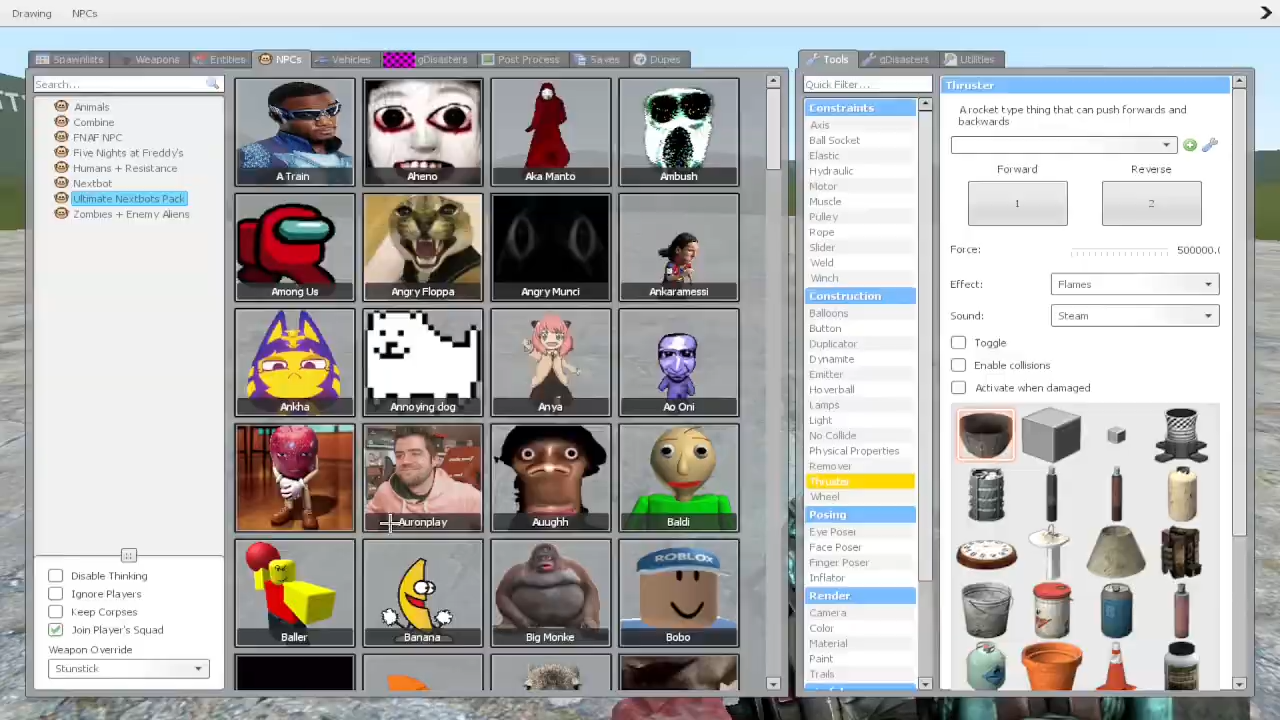 Drawing NPCs
Spawnlists Weapons Entities NPCs Vehicles gDisasters Post Process Saves Dupes
Search...
Animals
Combine
FNAF NPC
Five Nights at Freddy's
Humans + Resistance
Nextbot
Ultimate Nextbots Pack
Zombies + Enemy Aliens
Disable Thinking
Ignore Players
Keep Corpses
Join Player's Squad
Weapon Override
Stunstick
A Train Aheno Aka Manto Ambush
Among Us Angry Floppa Angry Munci Ankaramessi
Ankha Annoying dog Anya Ao Oni
Auronplay Auughh Baldi
Baller Banana Big Monke Bobo
ROBLOX
Tools gDisasters Utilities
Quick Filter...
Constraints
Axis
Ball Socket
Elastic
Hydraulic
Motor
Muscle
Pulley
Rope
Slider
Weld
Winch
Construction
Balloons
Button
Duplicator
Dynamite
Emitter
Hoverball
Lamps
Light
No Collide
Physical Properties
Remover
Thruster
Wheel
Posing
Eye Poser
Face Poser
Finger Poser
Inflator
Render
Camera
Color
Material
Paint
Trails
Thruster
A rocket type thing that can push forwards and
backwards
Forward Reverse
1 2
Force: 500000.
Effect: Flames
Sound: Steam
Toggle
Enable collisions
Activate when damaged